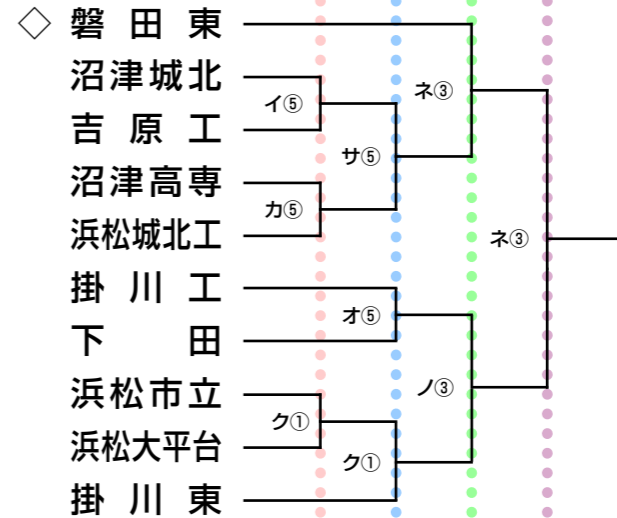 ◇ 磐田東
沼津城北
吉原工
沼津高専
浜松城北工
掛川工
下田
浜松市立
浜松大平台
掛川東
イ⑤
カ⑤
ク①
サ⑤
オ⑤
ク①
ネ③
ノ③
ネ③